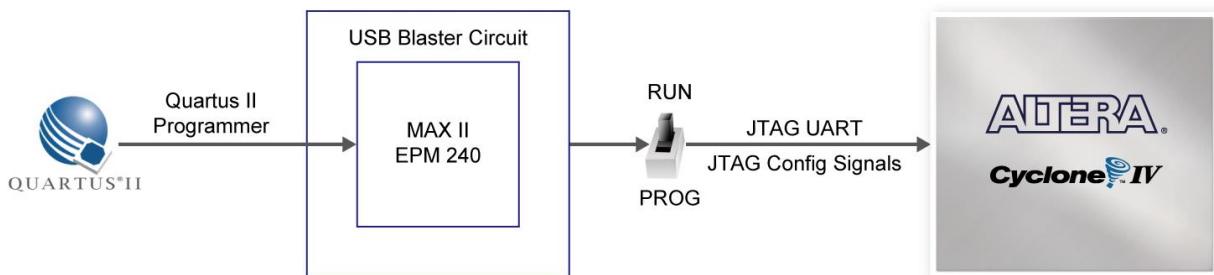 USB Blaster Circuit
Quartus II
Programmer
MAX II
EPM 240
RUN
PROG
JTAG UART
JTAG Config Signals
QUARTUS®II
ALTERA®
Cyclone™ IV